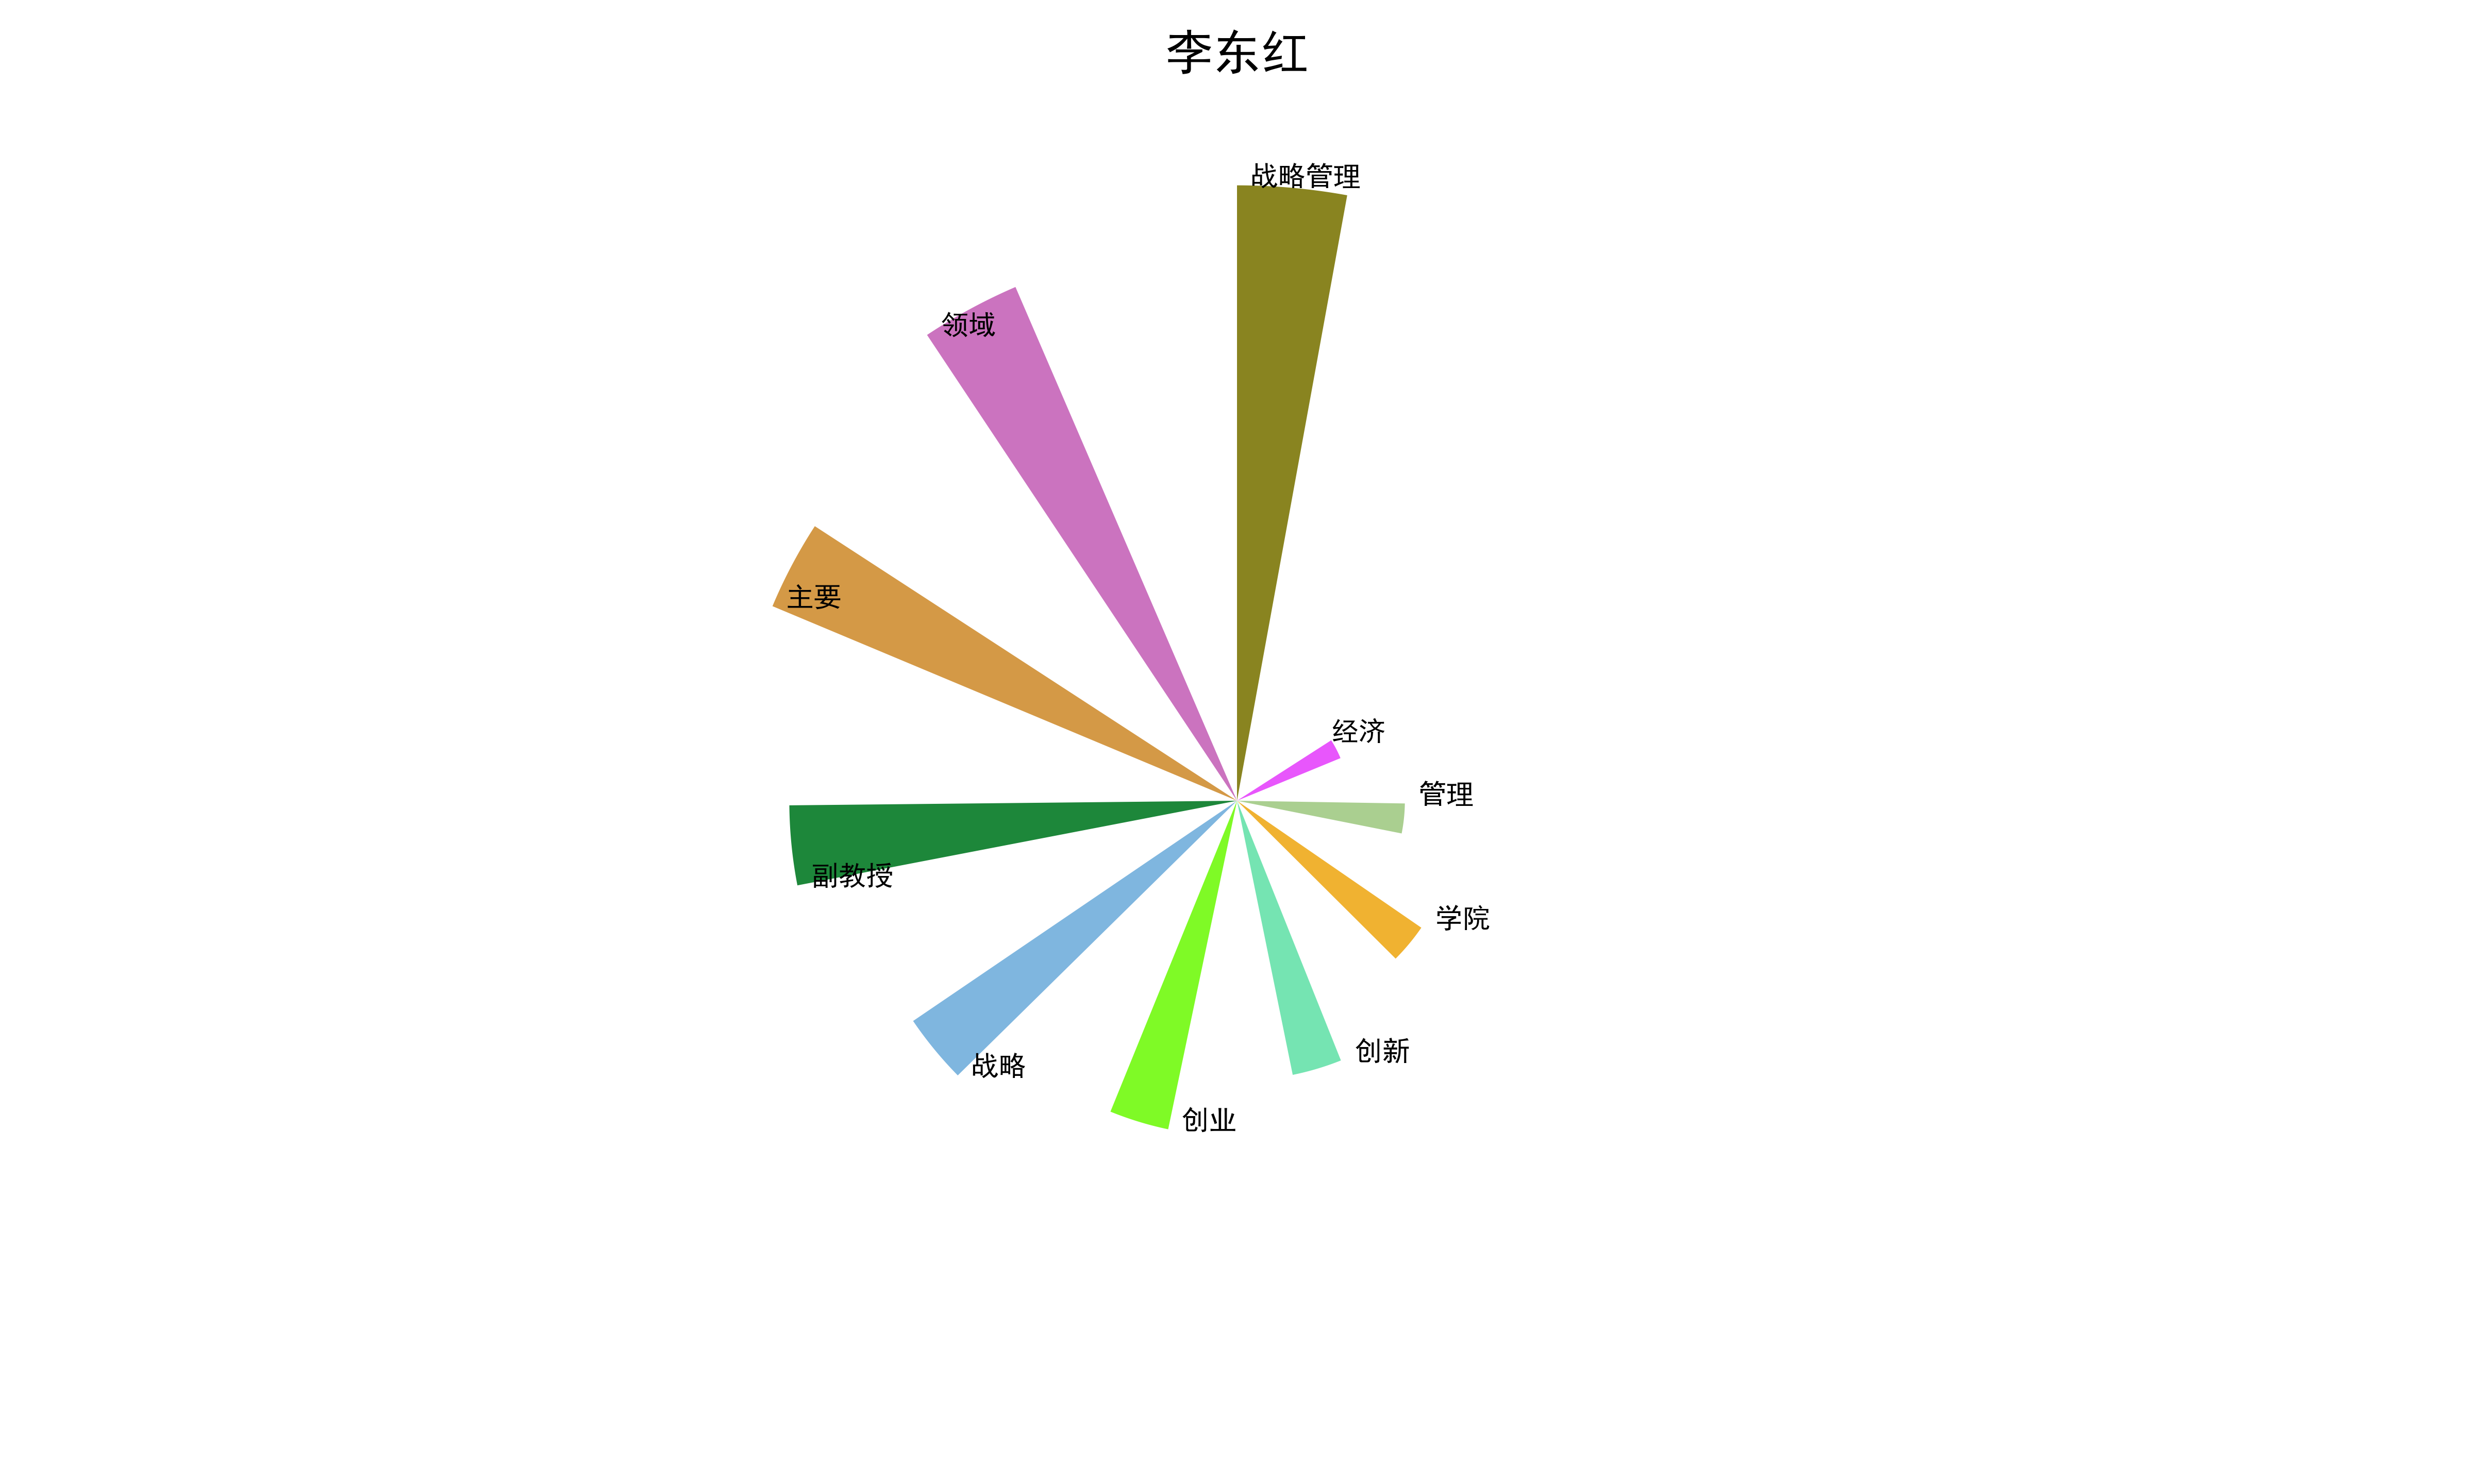 李东红
战略管理
领域
主要
经济
管理
副教授
学院
创新
战略
创业